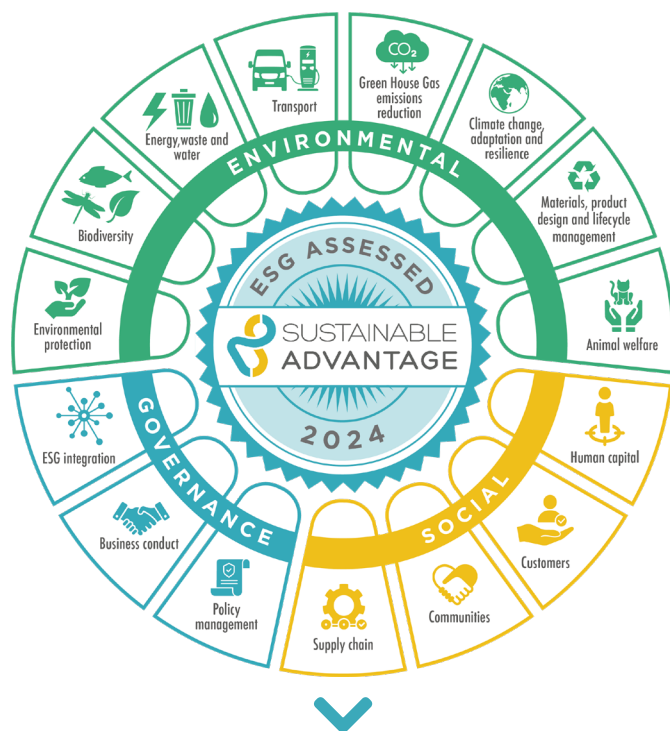 CO2
Transport
Green House Gas
emissions
reduction
Climate change,
adaptation and
resilience
Energy,waste and
water
Materials, product
design and lifecycle
management
Biodiversity
Environmental
protection
Animal welfare
ENVIRONMENTAL
ESG ASSESSED
SUSTAINABLE
ADVANTAGE
2024
GOVERNANCE
SOCIAL
ESG integration
Human capital
Business conduct
Customers
Policy
management
Supply chain
Communities